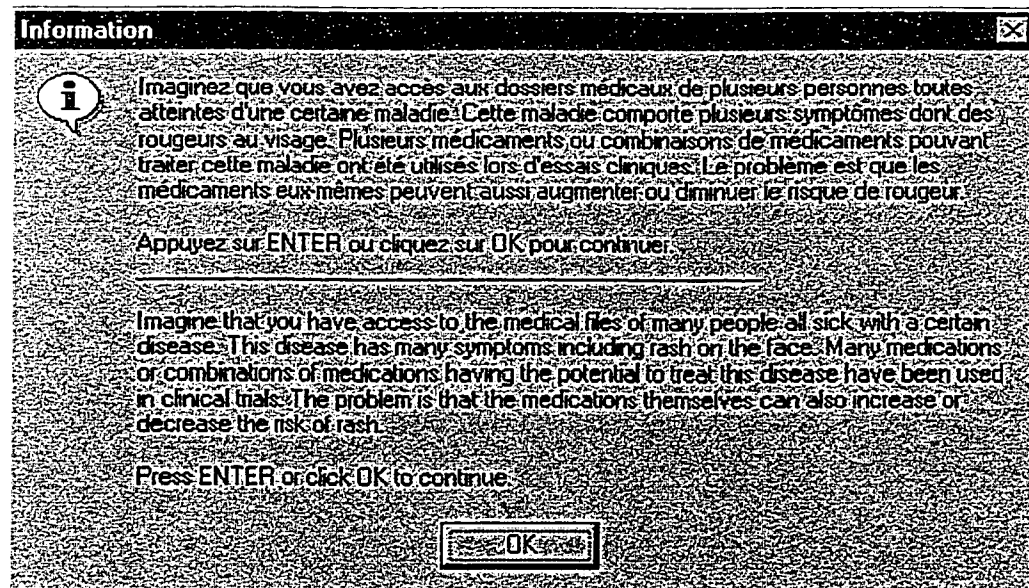 Information
Imaginez que vous avez accès aux dossiers médicaux de plusieurs personnes toutes
atteintes d'une certaine maladie. Cette maladie comporte plusieurs symptômes dont des
rougeurs au visage. Plusieurs médicaments ou combinaisons de médicaments pouvant
traiter cette maladie ont été utilisés lors d'essais cliniques. Le problème est que les
médicaments eux-mêmes peuvent aussi augmenter ou diminuer le risque de rougeur.
Appuyez sur ENTER ou cliquez sur OK pour continuer.
Imagine that you have access to the medical files of many people all sick with a certain
disease. This disease has many symptoms including rash on the face. Many medications
or combinations of medications having the potential to treat this disease have been used
in clinical trials. The problem is that the medications themselves can also increase or
decrease the risk of rash.
Press ENTER or click OK to continue.
OK